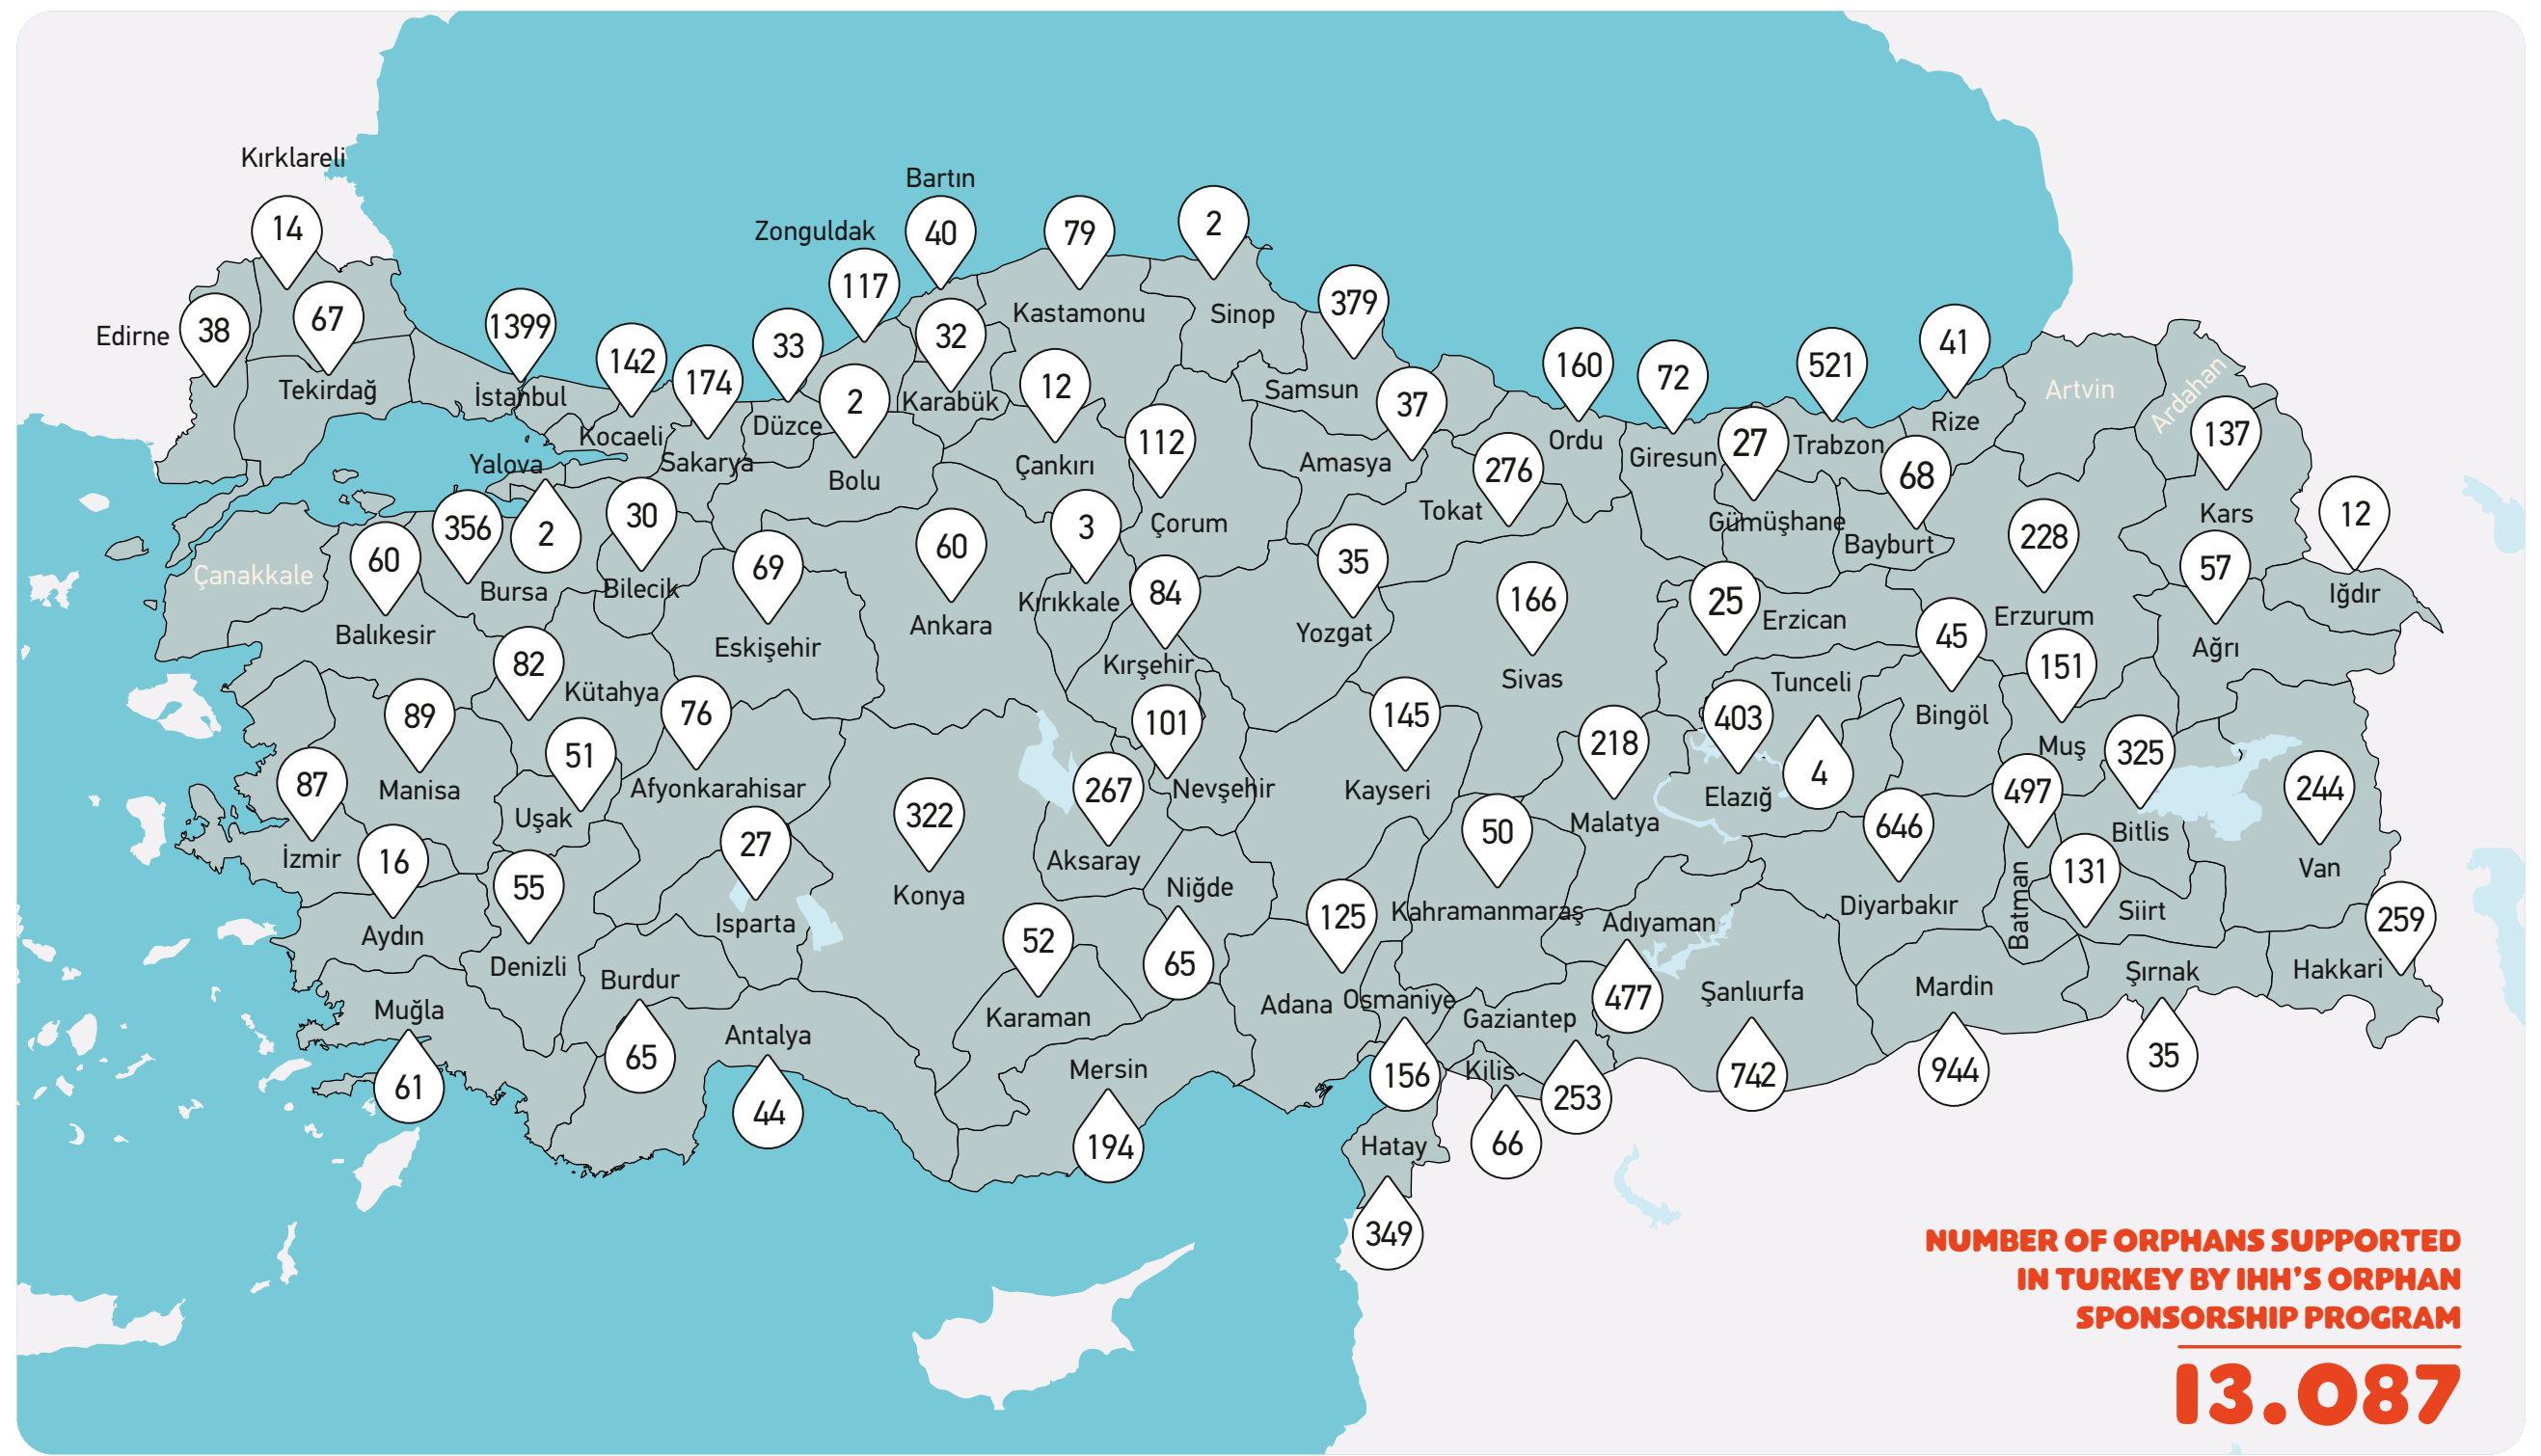 Kırklareli
14
Bartın
40
79
2
Zonguldak
117
Edirne
38
67
Tekirdağ
1399
İstanbul
142
Kocaeli
174
Sakarya
33
Düzce
2
Bolu
32
Karabük
Kastamonu
Sinop
379
Samsun
12
Çankırı
112
Çorum
37
Amasya
160
Ordu
72
Giresun
521
Trabzon
41
Rize
Artvin
Ardahan
137
Kars
27
Gümüşhane
68
Bayburt
276
Tokat
228
Erzurum
12
Iğdır
57
Ağrı
Yalova
2
356
Bursa
30
Bilecik
60
Balıkesir
Çanakkale
69
Eskişehir
60
Ankara
3
Kırıkkale
84
Kırşehir
35
Yozgat
166
Sivas
25
Erzican
45
Bingöl
151
Muş
82
Kütahya
89
Manisa
76
Afyonkarahisar
51
Uşak
87
İzmir
16
Aydın
55
Denizli
27
Isparta
322
Konya
267
Aksaray
101
Nevşehir
145
Kayseri
218
Malatya
403
Elazığ
Tunceli
4
646
Diyarbakır
497
Batman
325
Bitlis
244
Van
131
Siirt
259
Hakkari
50
Kahramanmaraş
Adıyaman
477
125
Adana
Niğde
65
52
Karaman
Burdur
65
Muğla
61
Antalya
44
Mersin
194
Osmaniye
156
Gaziantep
253
Kilis
66
Hatay
349
Şanlıurfa
742
Mardin
944
Şırnak
35
NUMBER OF ORPHANS SUPPORTED
IN TURKEY BY IHH'S ORPHAN
SPONSORSHIP PROGRAM
13.087